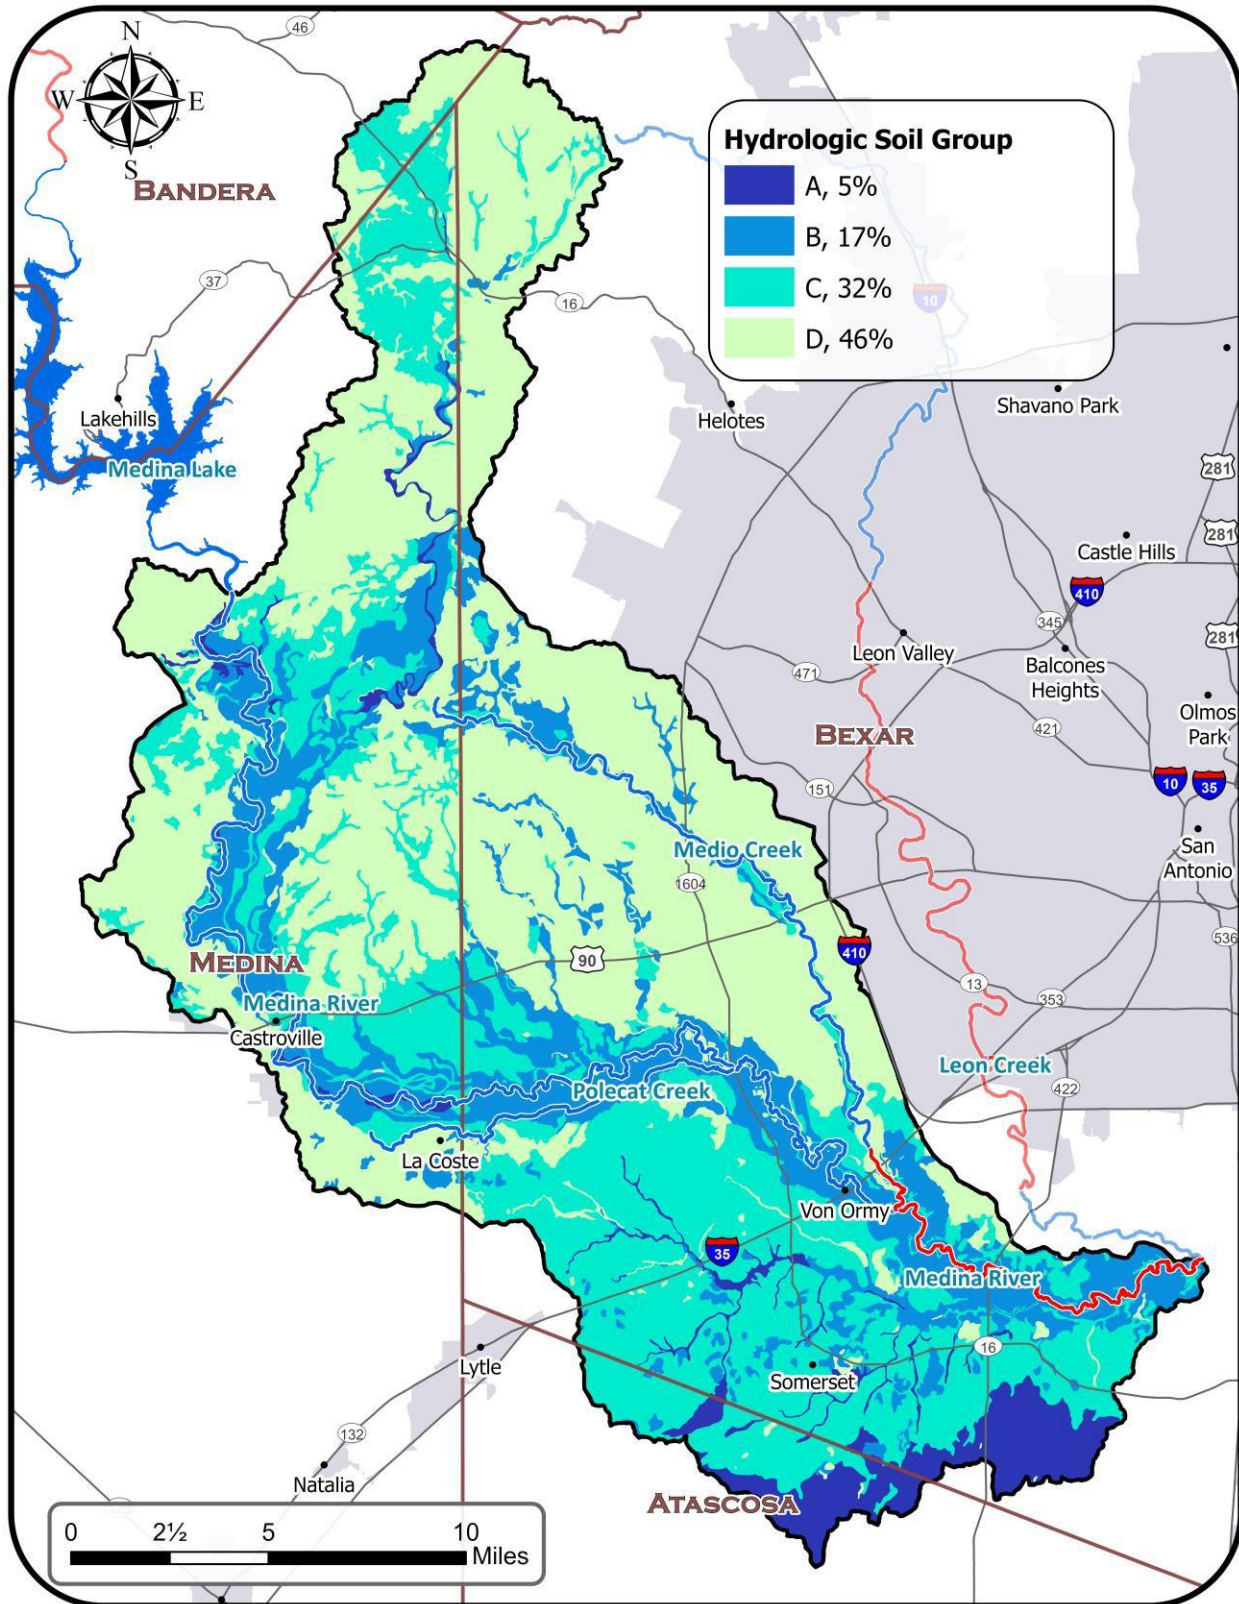 46
N
W
E
S
BANDERA
Hydrologic Soil Group
A, 5%
B, 17%
C, 32%
D, 46%
37
16
10
Lakehills
Medina Lake
Helotes
Shavano Park
281
281
Castle Hills
410
345
281
Leon Valley
471
Balcones
Heights
Olmos
Park
421
BEXAR
151
10
35
San
Antonio
Medio Creek
1604
536
410
90
MEDINA
13
353
Medina River
Castroville
Leon Creek
422
Polecat Creek
La Coste
Von Ormy
35
Medina River
16
Lytle
Somerset
132
Natalia
ATASCOSA
0
2½
5
10
Miles